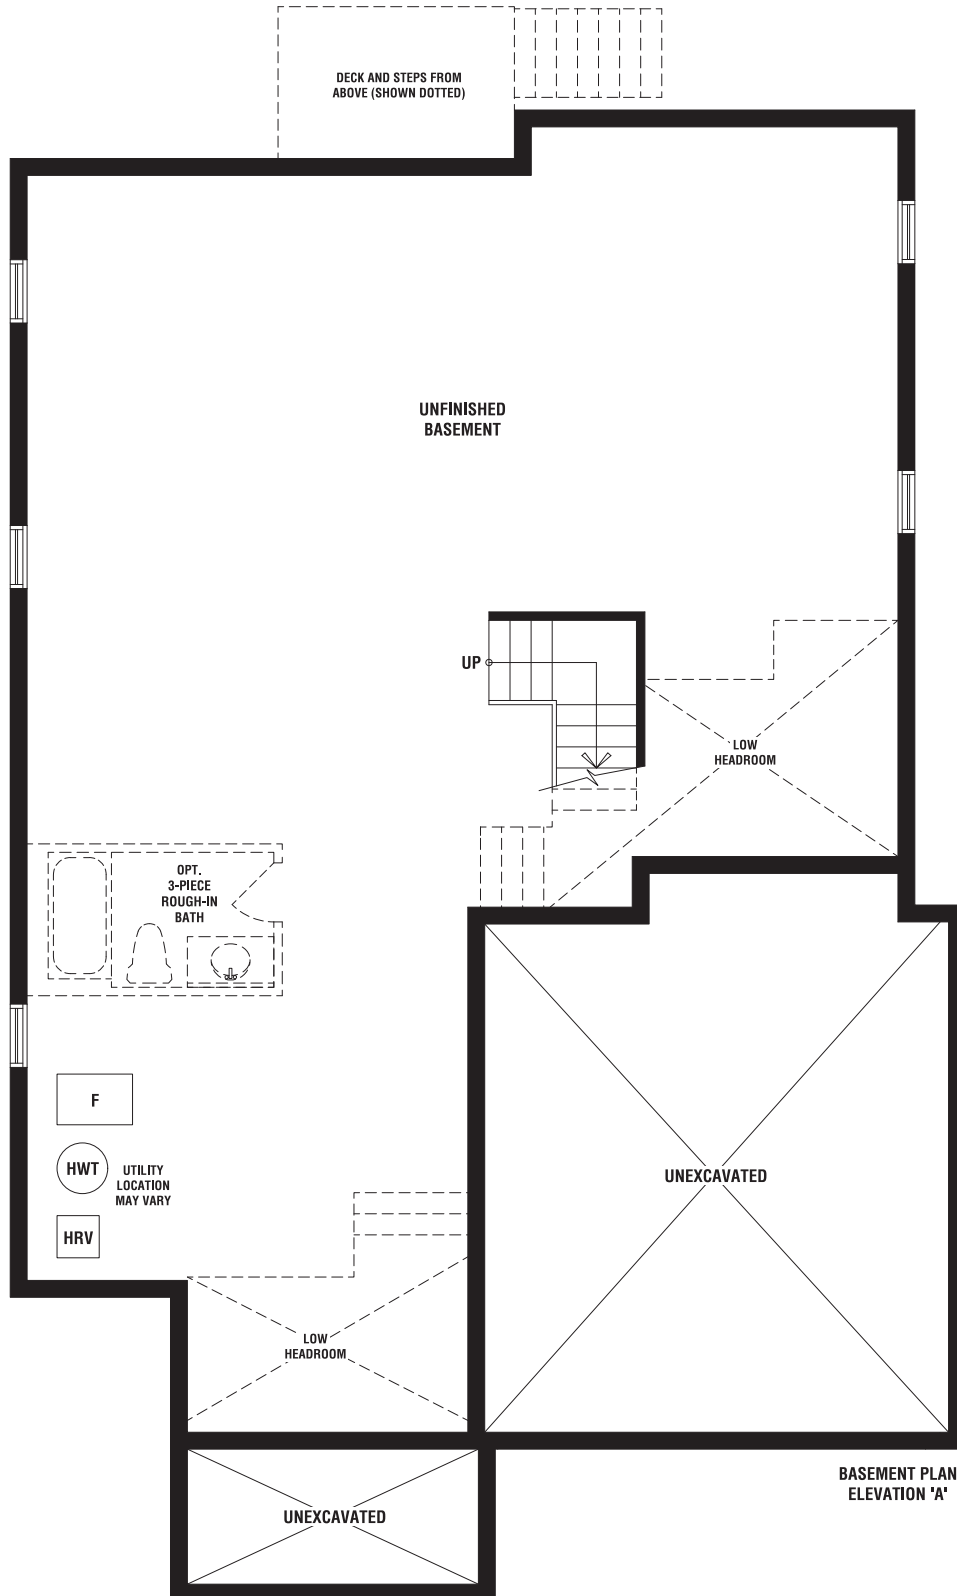 DECK AND STEPS FROM
ABOVE (SHOWN DOTTED)
UNFINISHED
BASEMENT
UP
LOW
HEADROOM
OPT.
3-PIECE
ROUGH-IN
BATH
F
HWT
UTILITY
LOCATION
MAY VARY
HRV
UNEXCAVATED
LOW
HEADROOM
BASEMENT PLAN
ELEVATION 'A'
UNEXCAVATED